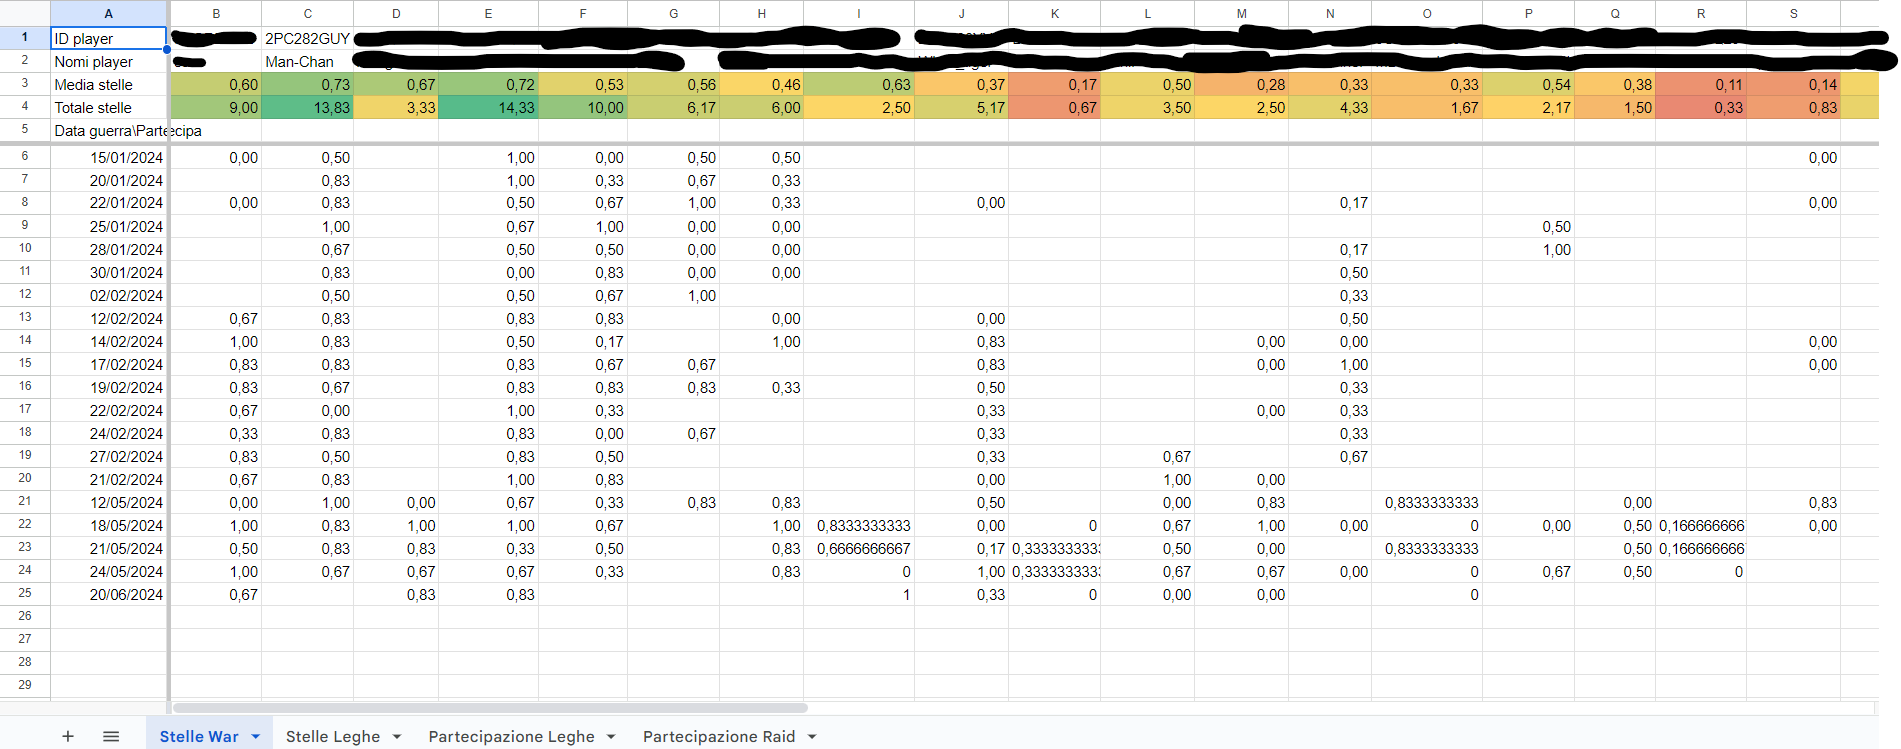 A B C D E F G H I J K L M N O P Q R S
1 ID player 2PC282GUY
2 Nomi player Man-Chan
3 Media stelle 0,60 0,73 0,67 0,72 0,53 0,56 0,46 0,63 0,37 0,17 0,50 0,28 0,33 0,33 0,54 0,38 0,11 0,14
4 Totale stelle 9,00 13,83 3,33 14,33 10,00 6,17 6,00 2,50 5,17 0,67 3,50 2,50 4,33 1,67 2,17 1,50 0,33 0,83
5 Data guerra\Partecipa
6 15/01/2024 0,00 0,50 1,00 0,00 0,50 0,50 0,00
7 20/01/2024 0,83 1,00 0,33 0,67 0,33
8 22/01/2024 0,00 0,83 0,50 0,67 1,00 0,33 0,00 0,17 0,00
9 25/01/2024 1,00 0,67 1,00 0,00 0,00 0,50
10 28/01/2024 0,67 0,50 0,50 0,00 0,00 0,17 1,00
11 30/01/2024 0,83 0,00 0,83 0,00 0,00 0,50
12 02/02/2024 0,50 0,50 0,67 1,00 0,33
13 12/02/2024 0,67 0,83 0,83 0,83 0,00 0,00 0,50
14 14/02/2024 1,00 0,83 0,50 0,17 1,00 0,83 0,00 0,00 0,00
15 17/02/2024 0,83 0,83 0,83 0,67 0,67 0,83 0,00 1,00 0,00
16 19/02/2024 0,83 0,67 0,83 0,83 0,83 0,33 0,50 0,33
17 22/02/2024 0,67 0,00 1,00 0,33 0,33 0,00 0,33
18 24/02/2024 0,33 0,83 0,83 0,00 0,67 0,33 0,33
19 27/02/2024 0,83 0,50 0,83 0,50 0,33 0,67 0,67
20 21/02/2024 0,67 0,83 1,00 0,83 0,00 1,00 0,00
21 12/05/2024 0,00 1,00 0,00 0,67 0,33 0,83 0,83 0,50 0,00 0,83 0,8333333333 0,00 0,83
22 18/05/2024 1,00 0,83 1,00 1,00 0,67 1,00 0,8333333333 0,00 0 0,67 1,00 0,00 0 0,00 0,50 0,166666666 0,00
23 21/05/2024 0,50 0,83 0,83 0,33 0,50 0,83 0,6666666667 0,17 0,333333333 0,50 0,00 0,8333333333 0,50 0,166666666
24 24/05/2024 1,00 0,67 0,67 0,67 0,33 0,83 0 1,00 0,333333333 0,67 0,67 0,00 0 0,67 0,50 0
25 20/06/2024 0,67 0,83 0,83 1 0,33 0 0,00 0,00 0
26
27
28
29
+ Stelle War Stelle Leghe Partecipazione Leghe Partecipazione Raid